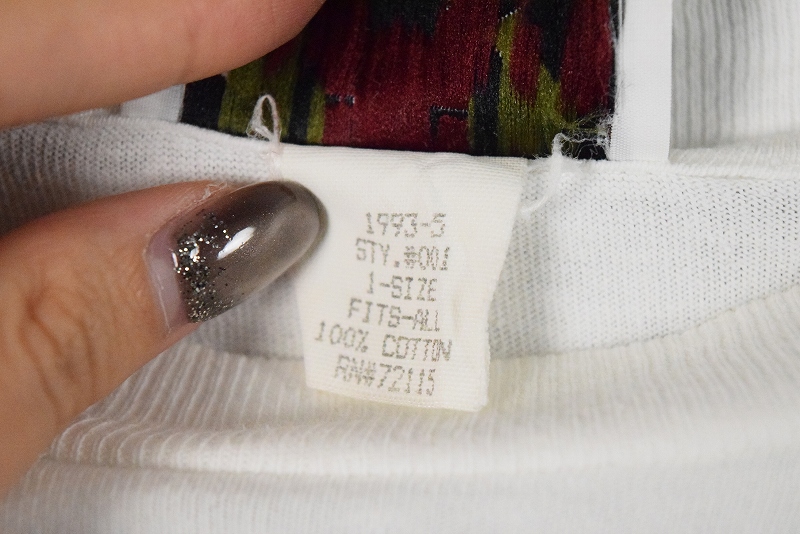 1993-5
STY.#001
1-SIZE
FITS-ALL
100% COTTON
RN#72115